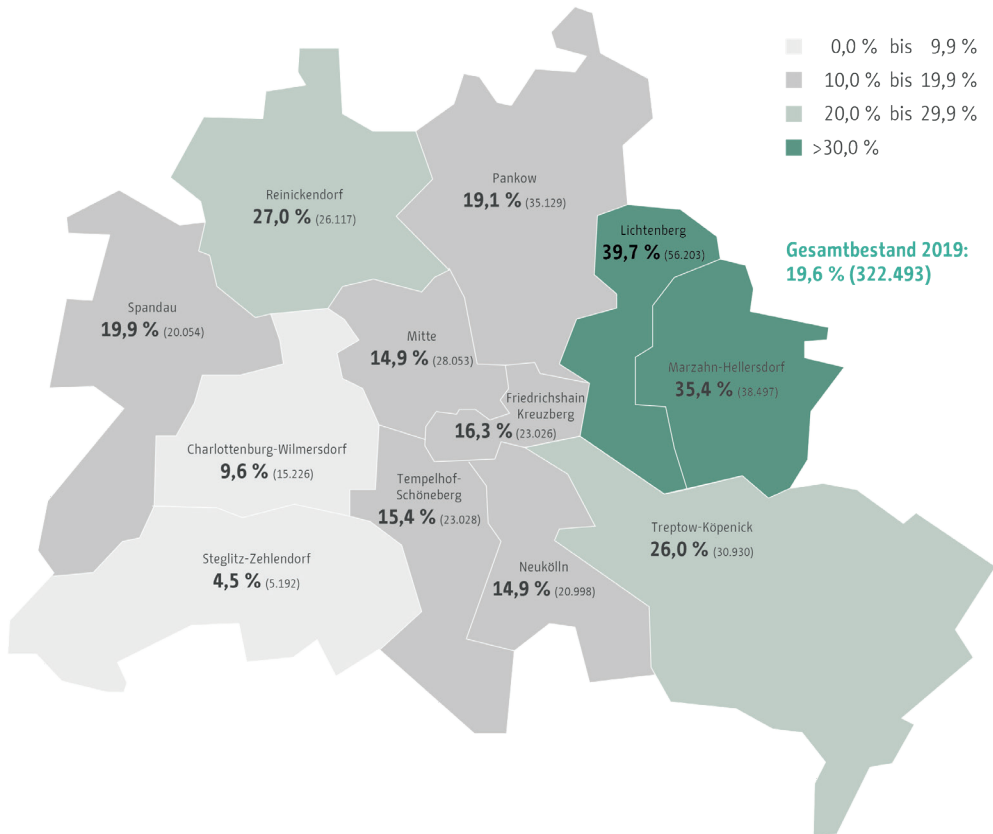 0,0 % bis 9,9 %
10,0 % bis 19,9 %
20,0 % bis 29,9 %
>30,0 %
Pankow
19,1 % (35.129)
Reinickendorf
27,0 % (26.117)
Lichtenberg
39,7 % (56.203)
Gesamtbestand 2019:
19,6 % (322.493)
Spandau
19,9 % (20.054)
Mitte
14,9 % (28.053)
Marzahn-Hellersdorf
35,4 % (38.497)
Friedrichshain
Kreuzberg
16,3 % (23.026)
Charlottenburg-Wilmersdorf
9,6 % (15.226)
Tempelhof-
Schöneberg
15,4 % (23.028)
Treptow-Köpenick
26,0 % (30.930)
Steglitz-Zehlendorf
4,5 % (5.192)
Neukölln
14,9 % (20.998)